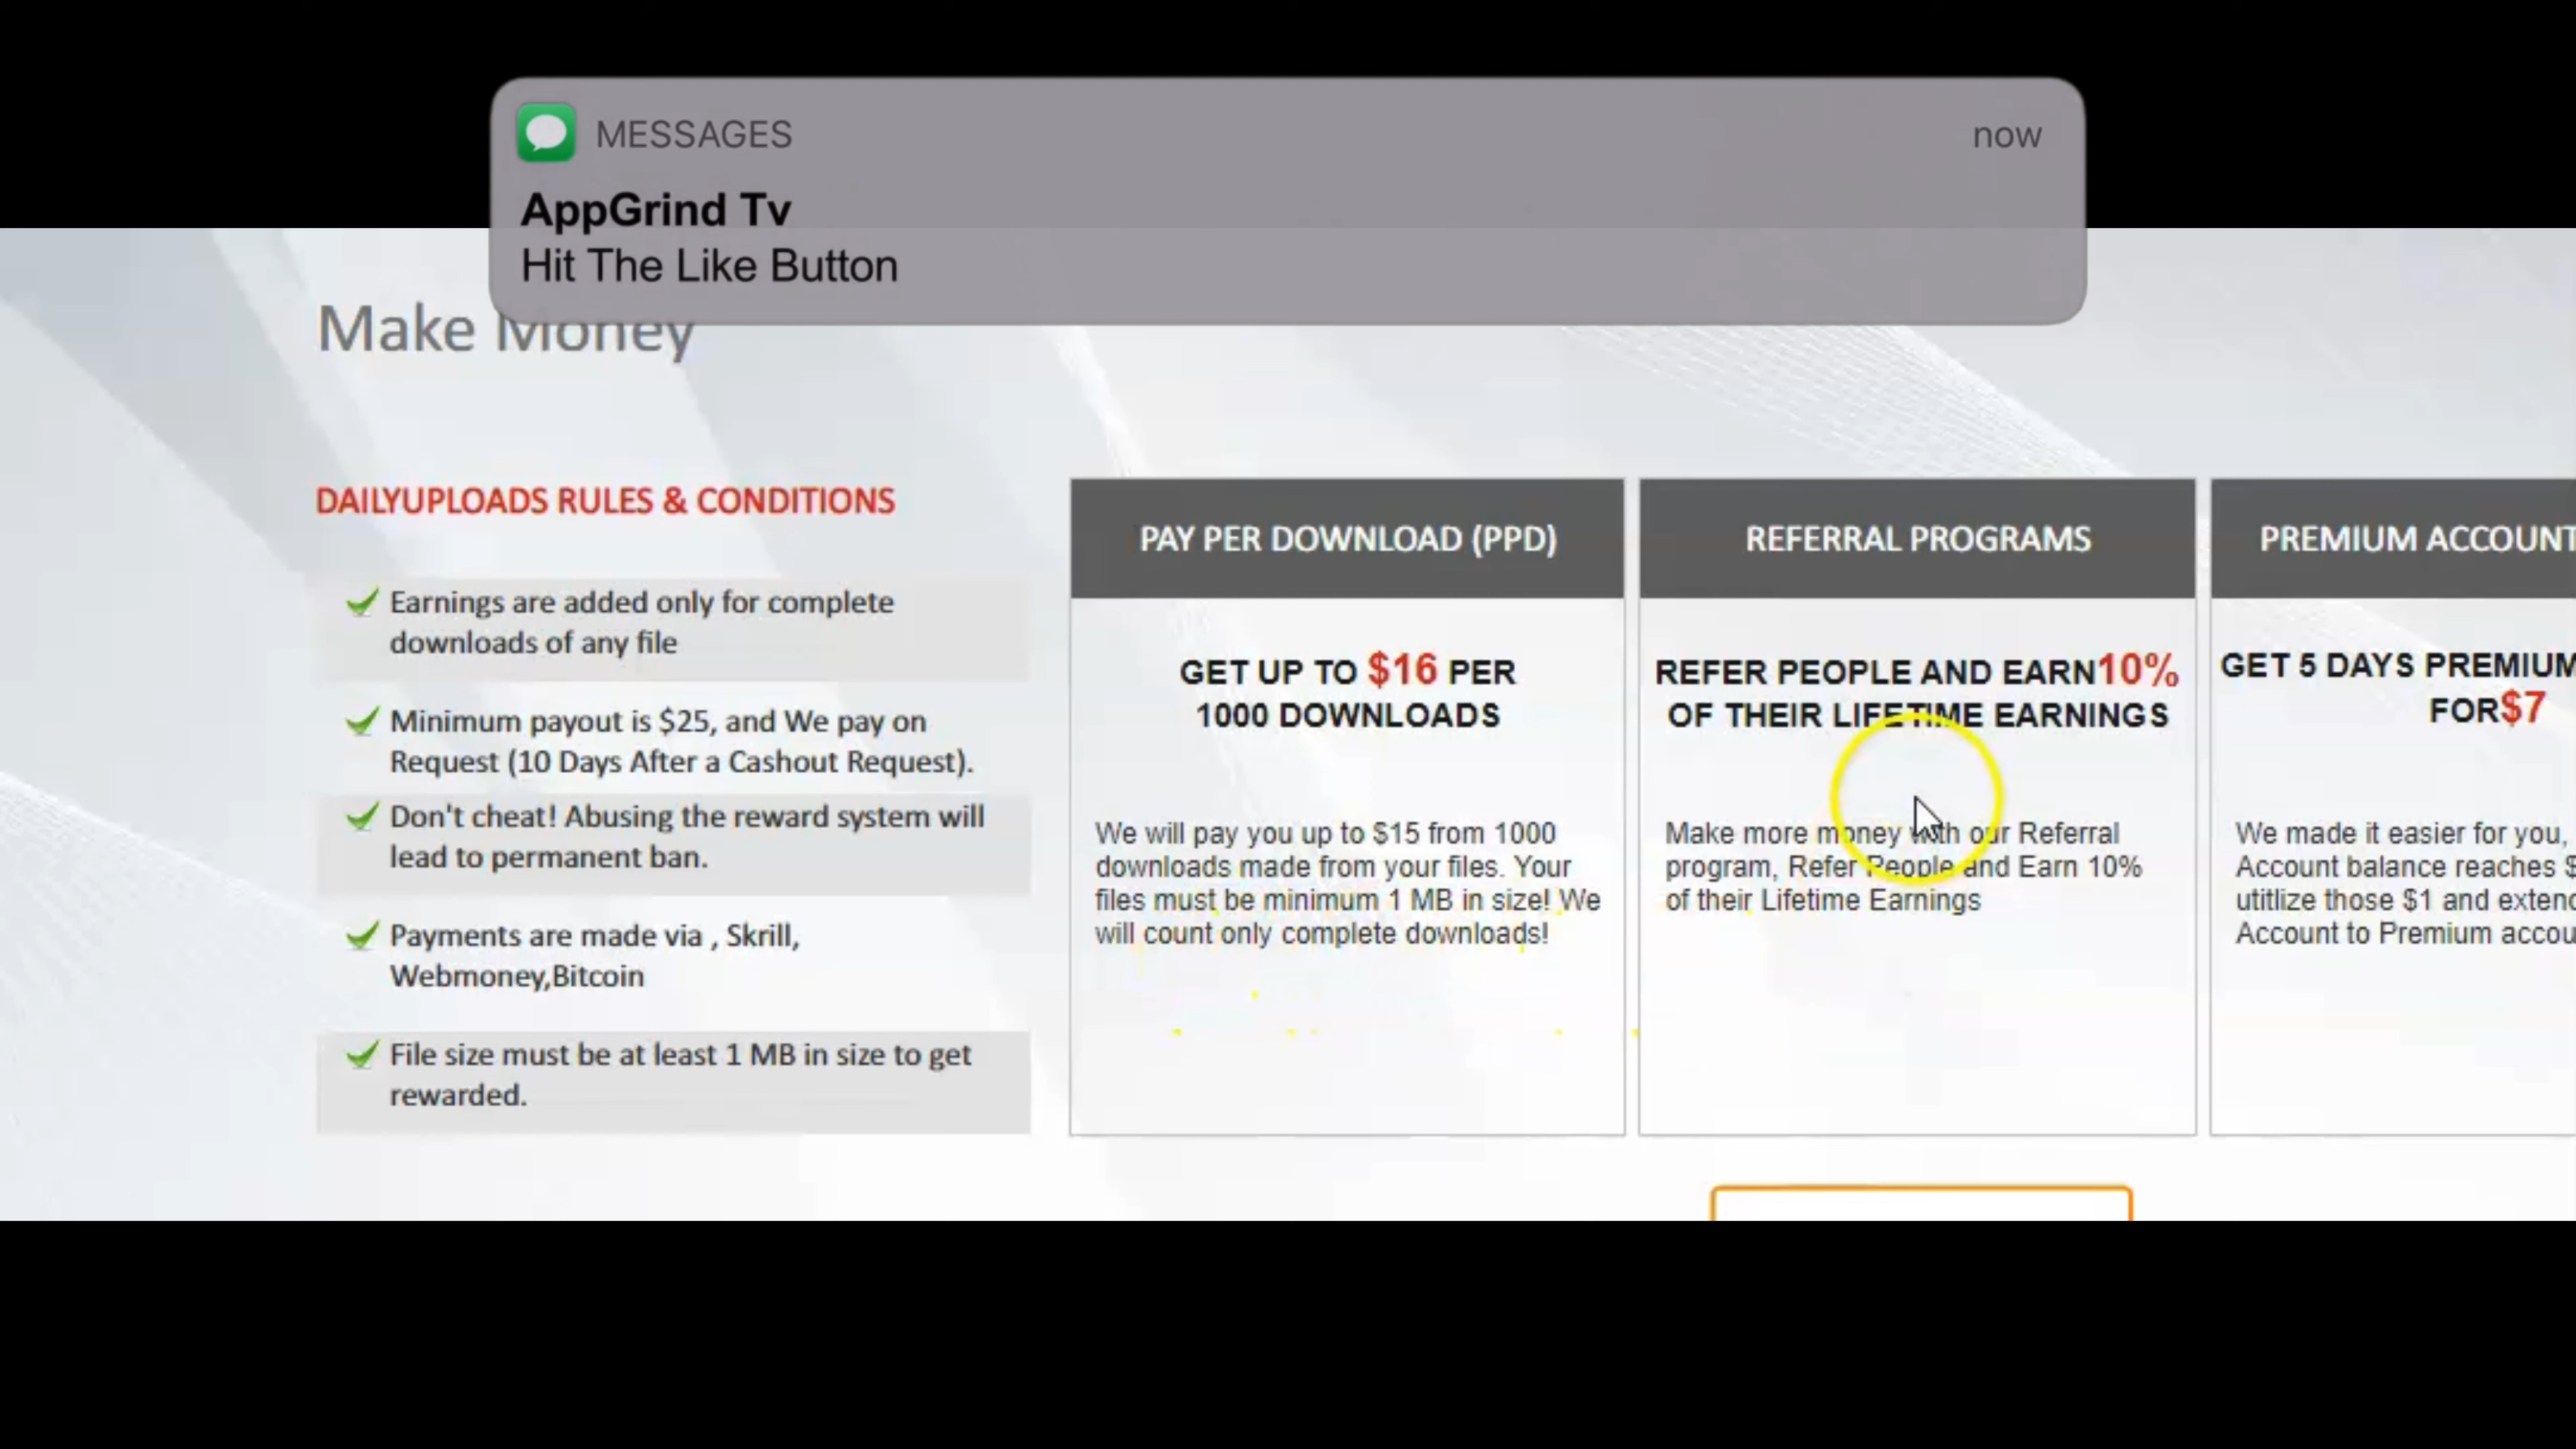 MESSAGES
now
AppGrind Tv
Hit The Like Button
Make Money
DAILYUPLOADS RULES & CONDITIONS
Earnings are added only for complete
downloads of any file
Minimum payout is $25, and We pay on
Request (10 Days After a Cashout Request).
Don't cheat! Abusing the reward system will
lead to permanent ban.
Payments are made via , Skrill,
Webmoney,Bitcoin
File size must be at least 1 MB in size to get
rewarded.
PAY PER DOWNLOAD (PPD)
GET UP TO $16 PER
1000 DOWNLOADS
We will pay you up to $15 from 1000
downloads made from your files. Your
files must be minimum 1 MB in size! We
will count only complete downloads!
REFERRAL PROGRAMS
REFER PEOPLE AND EARN10%
OF THEIR LIFETIME EARNINGS
Make more money with our Referral
program, Refer People and Earn 10%
of their Lifetime Earnings
PREMIUM ACCOUNT
GET 5 DAYS PREMIUM
FOR$7
We made it easier for you,
Account balance reaches $
utitlize those $1 and extend
Account to Premium accou